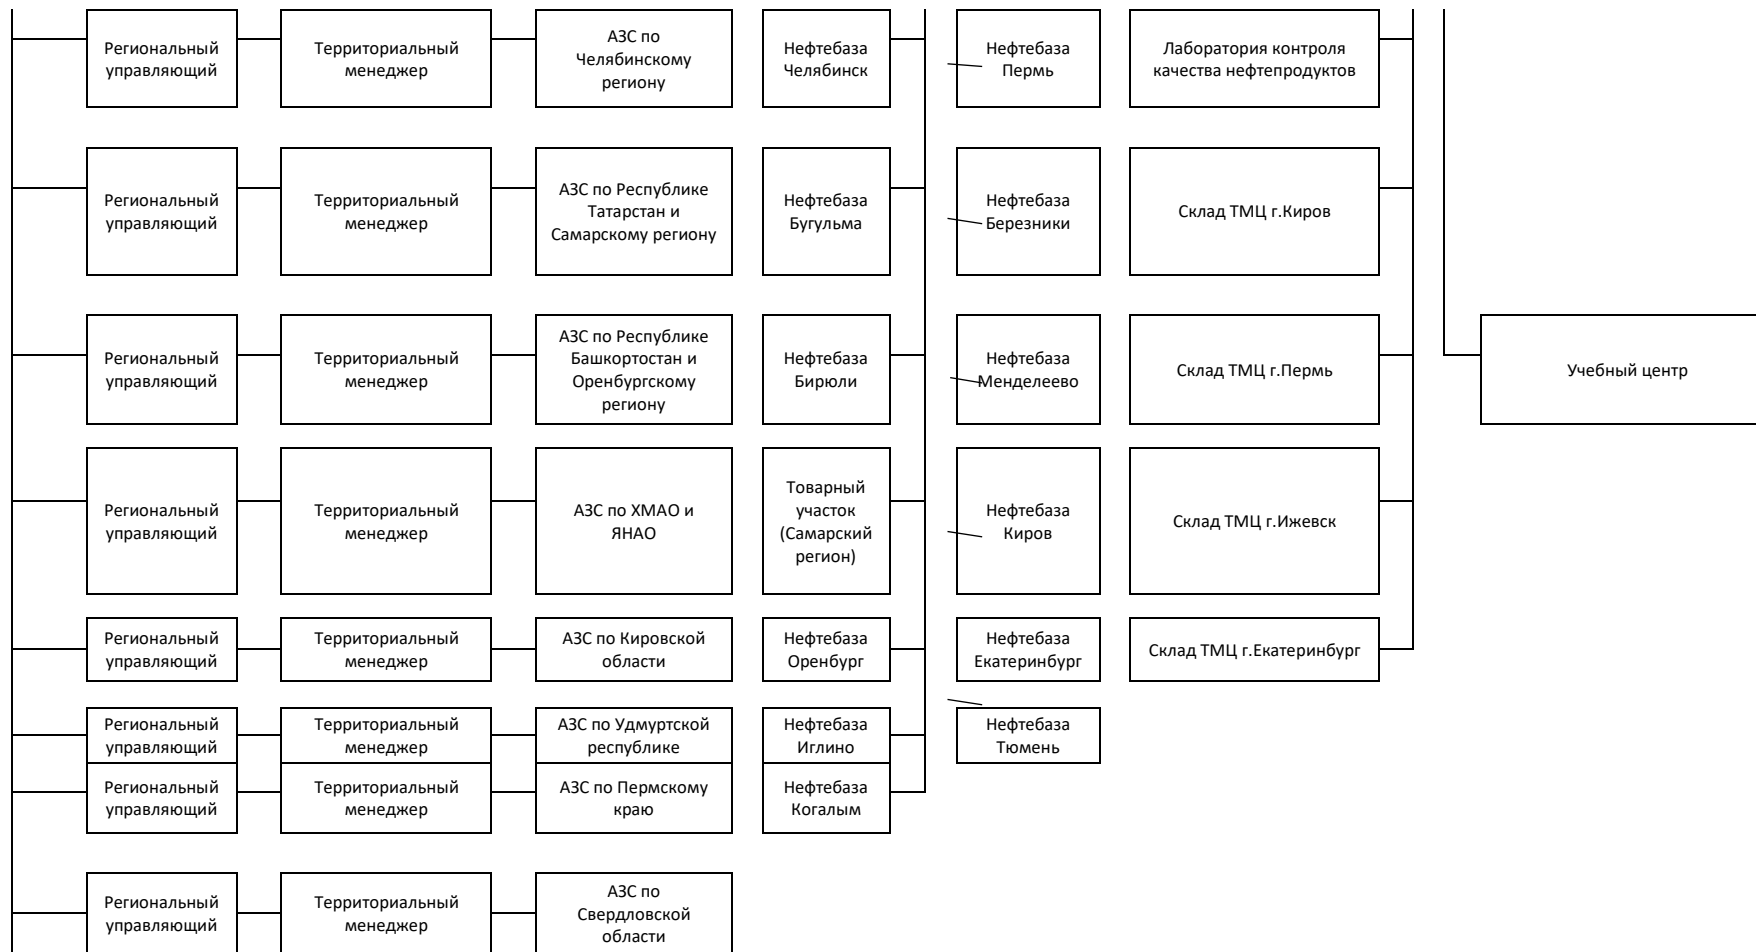 Региональный
управляющий
Территориальный
менеджер
АЗС по
Челябинскому
региону
Нефтебаза
Челябинск
Нефтебаза
Пермь
Лаборатория контроля
качества нефтепродуктов
Региональный
управляющий
Территориальный
менеджер
АЗС по Республике
Татарстан и
Самарскому региону
Нефтебаза
Бугульма
Нефтебаза
Березники
Склад ТМЦ г.Киров
Региональный
управляющий
Территориальный
менеджер
АЗС по Республике
Башкортостан и
Оренбургскому
региону
Нефтебаза
Бирюли
Нефтебаза
Менделеево
Склад ТМЦ г.Пермь
Учебный центр
Региональный
управляющий
Территориальный
менеджер
АЗС по ХМАО и
ЯНАО
Товарный
участок
(Самарский
регион)
Нефтебаза
Киров
Склад ТМЦ г.Ижевск
Региональный
управляющий
Территориальный
менеджер
АЗС по Кировской
области
Нефтебаза
Оренбург
Нефтебаза
Екатеринбург
Склад ТМЦ г.Екатеринбург
Региональный
управляющий
Территориальный
менеджер
АЗС по Удмуртской
республике
Нефтебаза
Иглино
Нефтебаза
Тюмень
Региональный
управляющий
Территориальный
менеджер
АЗС по Пермскому
краю
Нефтебаза
Когалым
Региональный
управляющий
Территориальный
менеджер
АЗС по
Свердловской
области